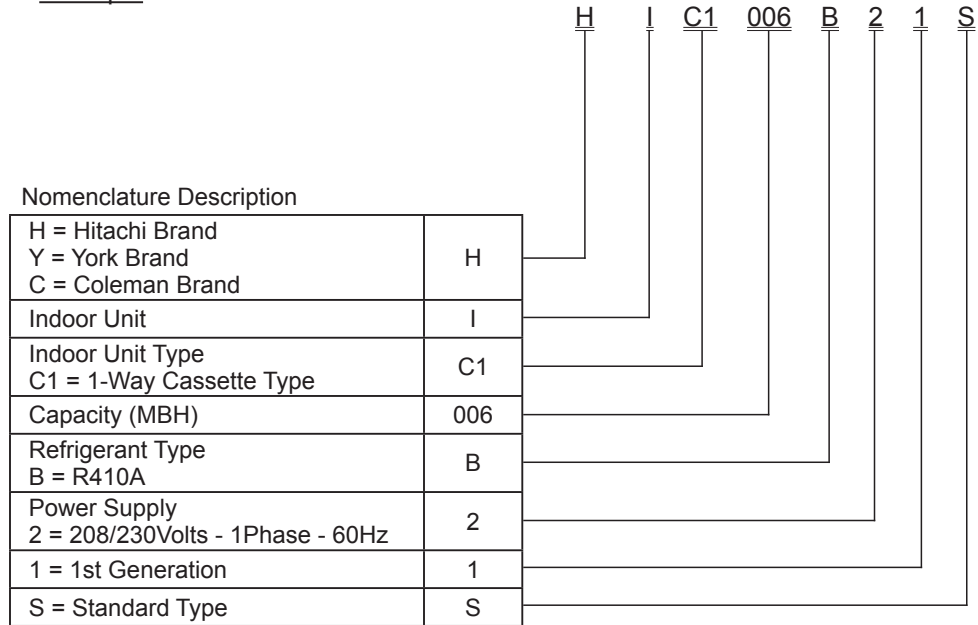 H I C1 006 B 2 1 S
Nomenclature Description
H = Hitachi Brand
Y = York Brand
C = Coleman Brand
H
Indoor Unit
I
Indoor Unit Type
C1 = 1-Way Cassette Type
C1
Capacity (MBH)
006
Refrigerant Type
B = R410A
B
Power Supply
2 = 208/230Volts - 1Phase - 60Hz
2
1 = 1st Generation
1
S = Standard Type
S